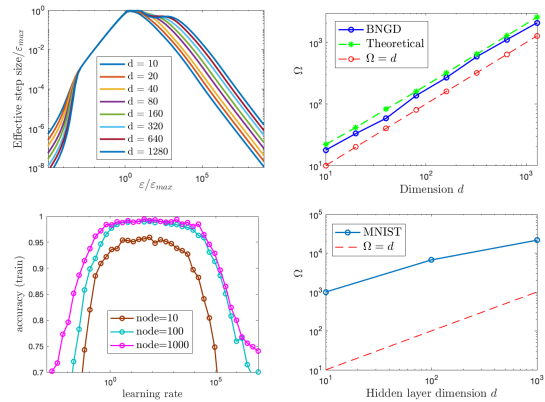 Effective step size/ε_max
10^0
10^-2
10^-4
10^-6
10^-8
d = 10
d = 20
d = 40
d = 80
d = 160
d = 320
d = 640
d = 1280
10^0
10^5
ε/ε_max
Ω
10^3
10^2
10^1
BNGD
Theoretical
Ω = d
10^1
10^2
10^3
Dimension d
accuracy (train)
1
0.95
0.9
0.85
0.8
0.75
0.7
node=10
node=100
node=1000
10^0
10^5
learning rate
Ω
10^5
10^4
10^3
10^2
10^1
MNIST
Ω = d
10^1
10^2
10^3
Hidden layer dimension d